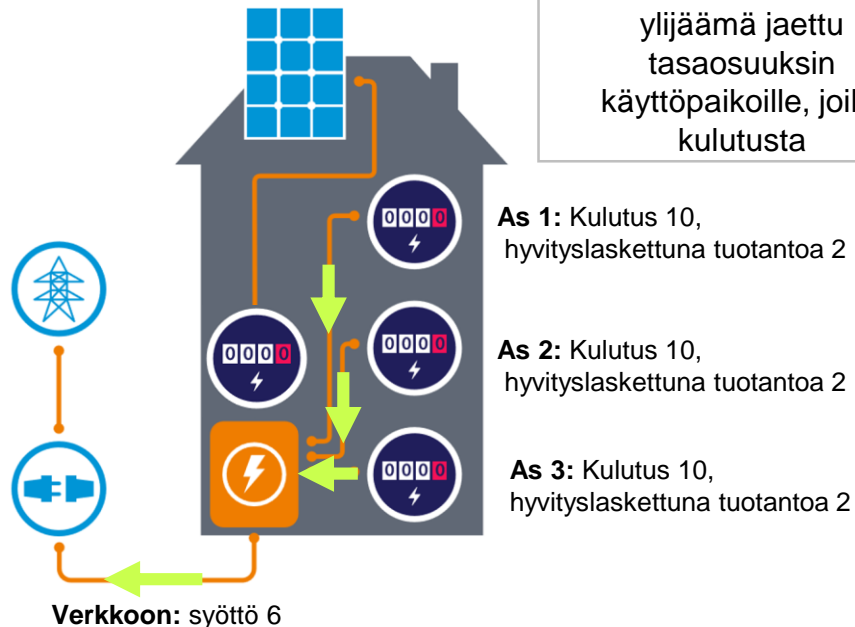 ylijäämä jaettu
tasaosuuksin
käyttöpaikoille,
kulutusta
As 1: Kulutus 10,
hyvityslaskettuna tuotantoa 2
0000
0000
As 2: Kulutus 10,
hyvityslaskettuna tuotantoa 2
0000
As 3: Kulutus 10,
hyvityslaskettuna tuotantoa 2
0000
Verkkoon: syöttö 6